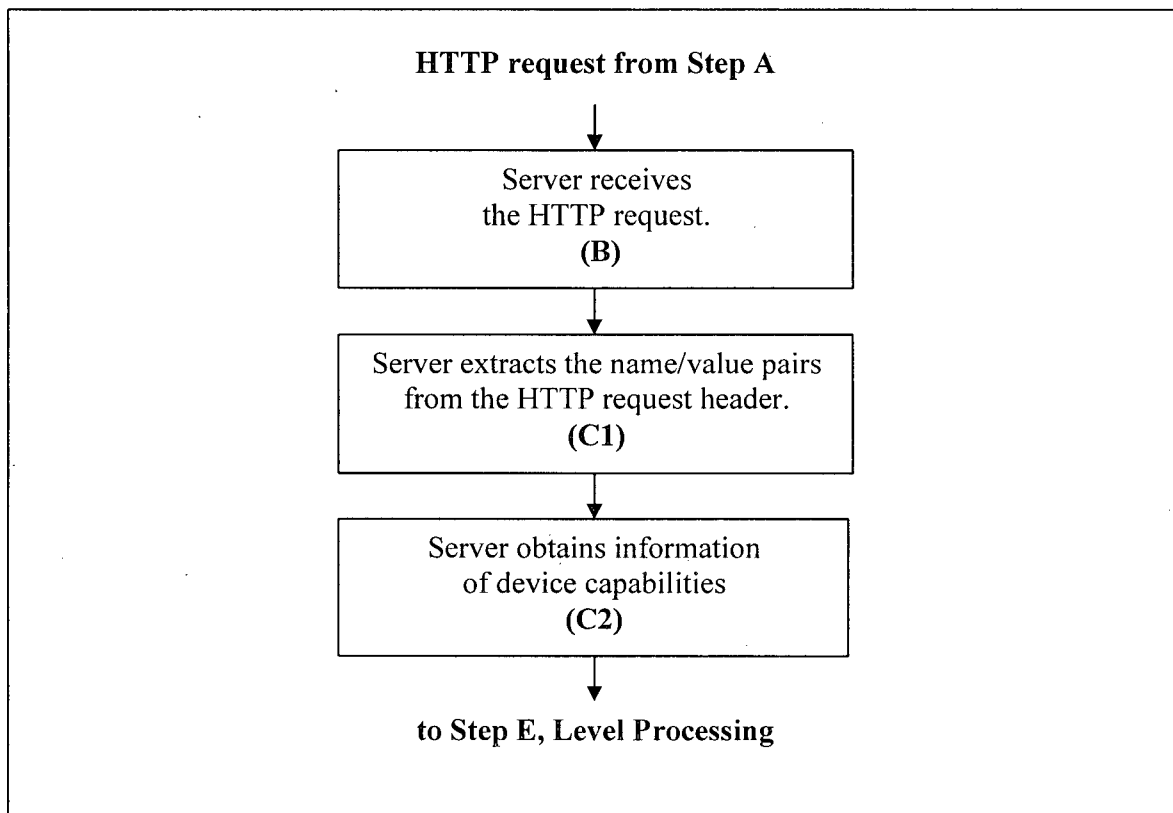 HTTP request from Step A
Server receives
the HTTP request.
(B)
Server extracts the name/value pairs
from the HTTP request header.
(C1)
Server obtains information
of device capabilities
(C2)
to Step E, Level Processing